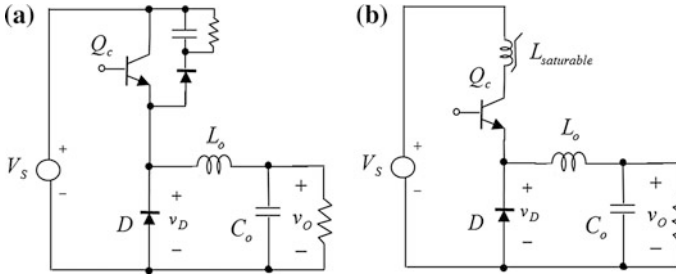 (a)
Q_c
L_o
V_S
+
−
D
+
v_D
−
C_o
+
v_O
−
(b)
L_saturable
Q_c
L_o
V_S
+
−
D
+
v_D
−
C_o
+
v_O
−